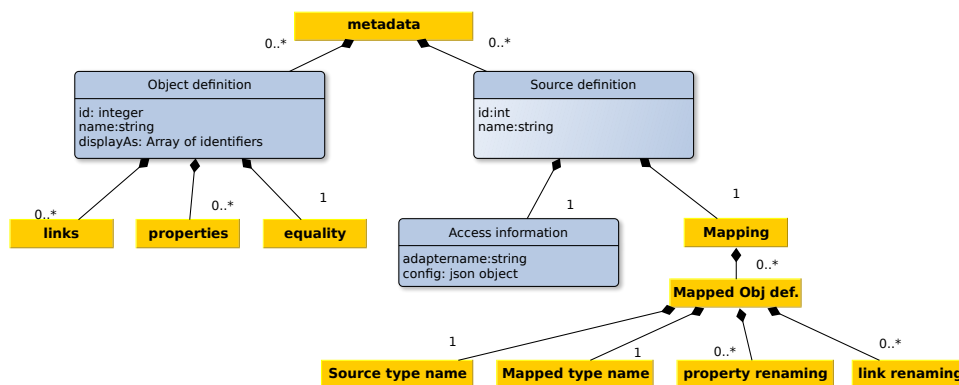 metadata
0..*
0..*
Object definition
id: integer
name:string
displayAs: Array of identifiers
Source definition
id:int
name:string
0..*
0..*
1
1
1
links
properties
equality
Access information
adaptername:string
config: json object
Mapping
0..*
Mapped Obj def.
1
1
0..*
0..*
Source type name
Mapped type name
property renaming
link renaming